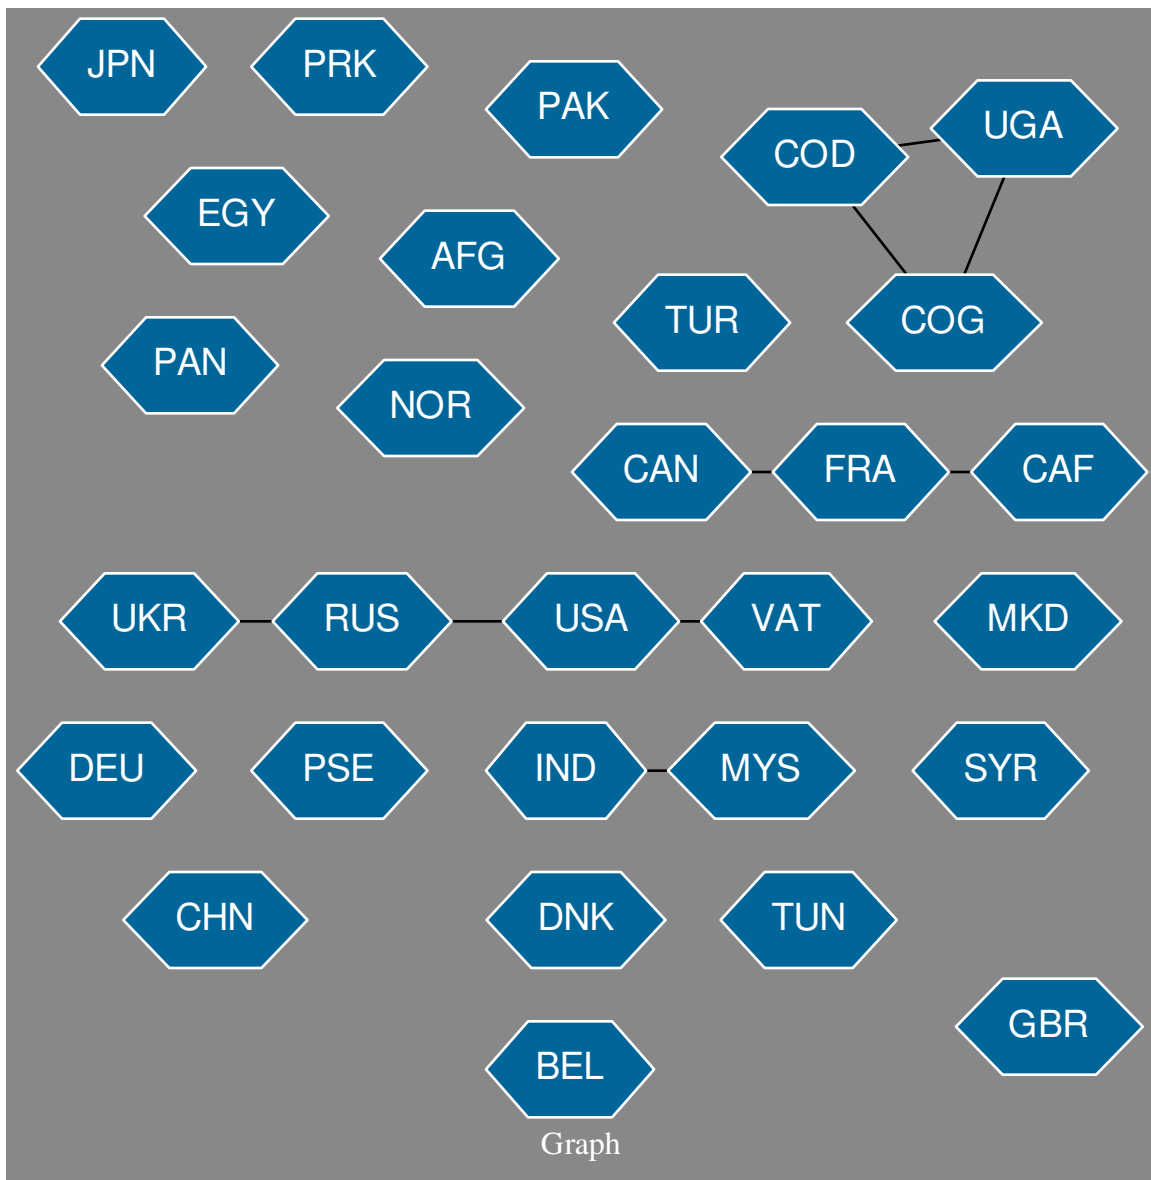 JPN
PRK
PAK
COD
UGA
EGY
AFG
TUR
COG
PAN
NOR
CAN
FRA
CAF
UKR
RUS
USA
VAT
MKD
DEU
PSE
IND
MYS
SYR
CHN
DNK
TUN
GBR
BEL
Graph